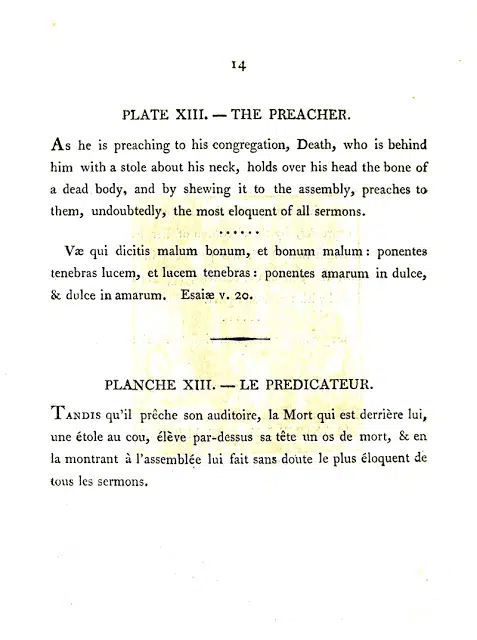 14
PLATE XIII. — THE PREACHER.
As he is preaching to his congregation, Death, who is behind
him with a stole about his neck, holds over his head the bone of
a dead body, and by shewing it to the assembly, preaches to
them, undoubtedly, the most eloquent of all sermons.
......
Væ qui dicitis malum bonum, et bonum malum : ponentes
tenebras lucem, et lucem tenebras : ponentes amarum in dulce,
& dulce in amarum. Esaiæ v. 20.
PLANCHE XIII. — LE PREDICATEUR.
TANDIS qu'il prêche son auditoire, la Mort qui est derrière lui,
une étole au cou, élève par-dessus sa tête un os de mort, & en
la montrant à l'assemblée lui fait sans doute le plus éloquent de
tous les sermons.